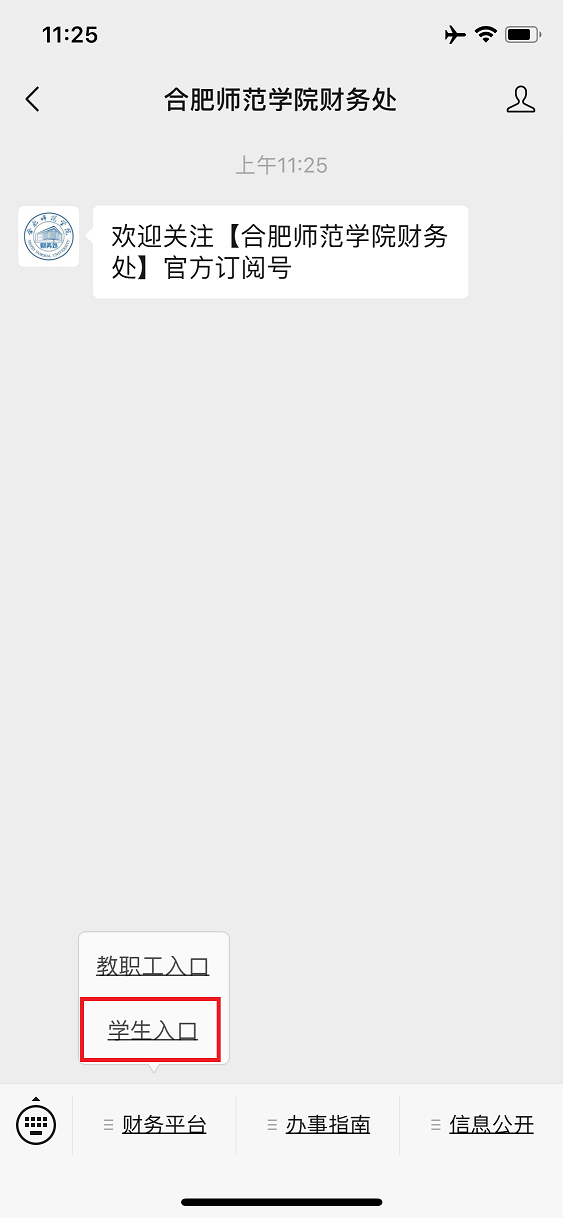 11:25
合肥师范学院财务处
上午11:25
欢迎关注【合肥师范学院财务
处】官方订阅号
教职工入口
学生入口
财务平台
办事指南
信息公开